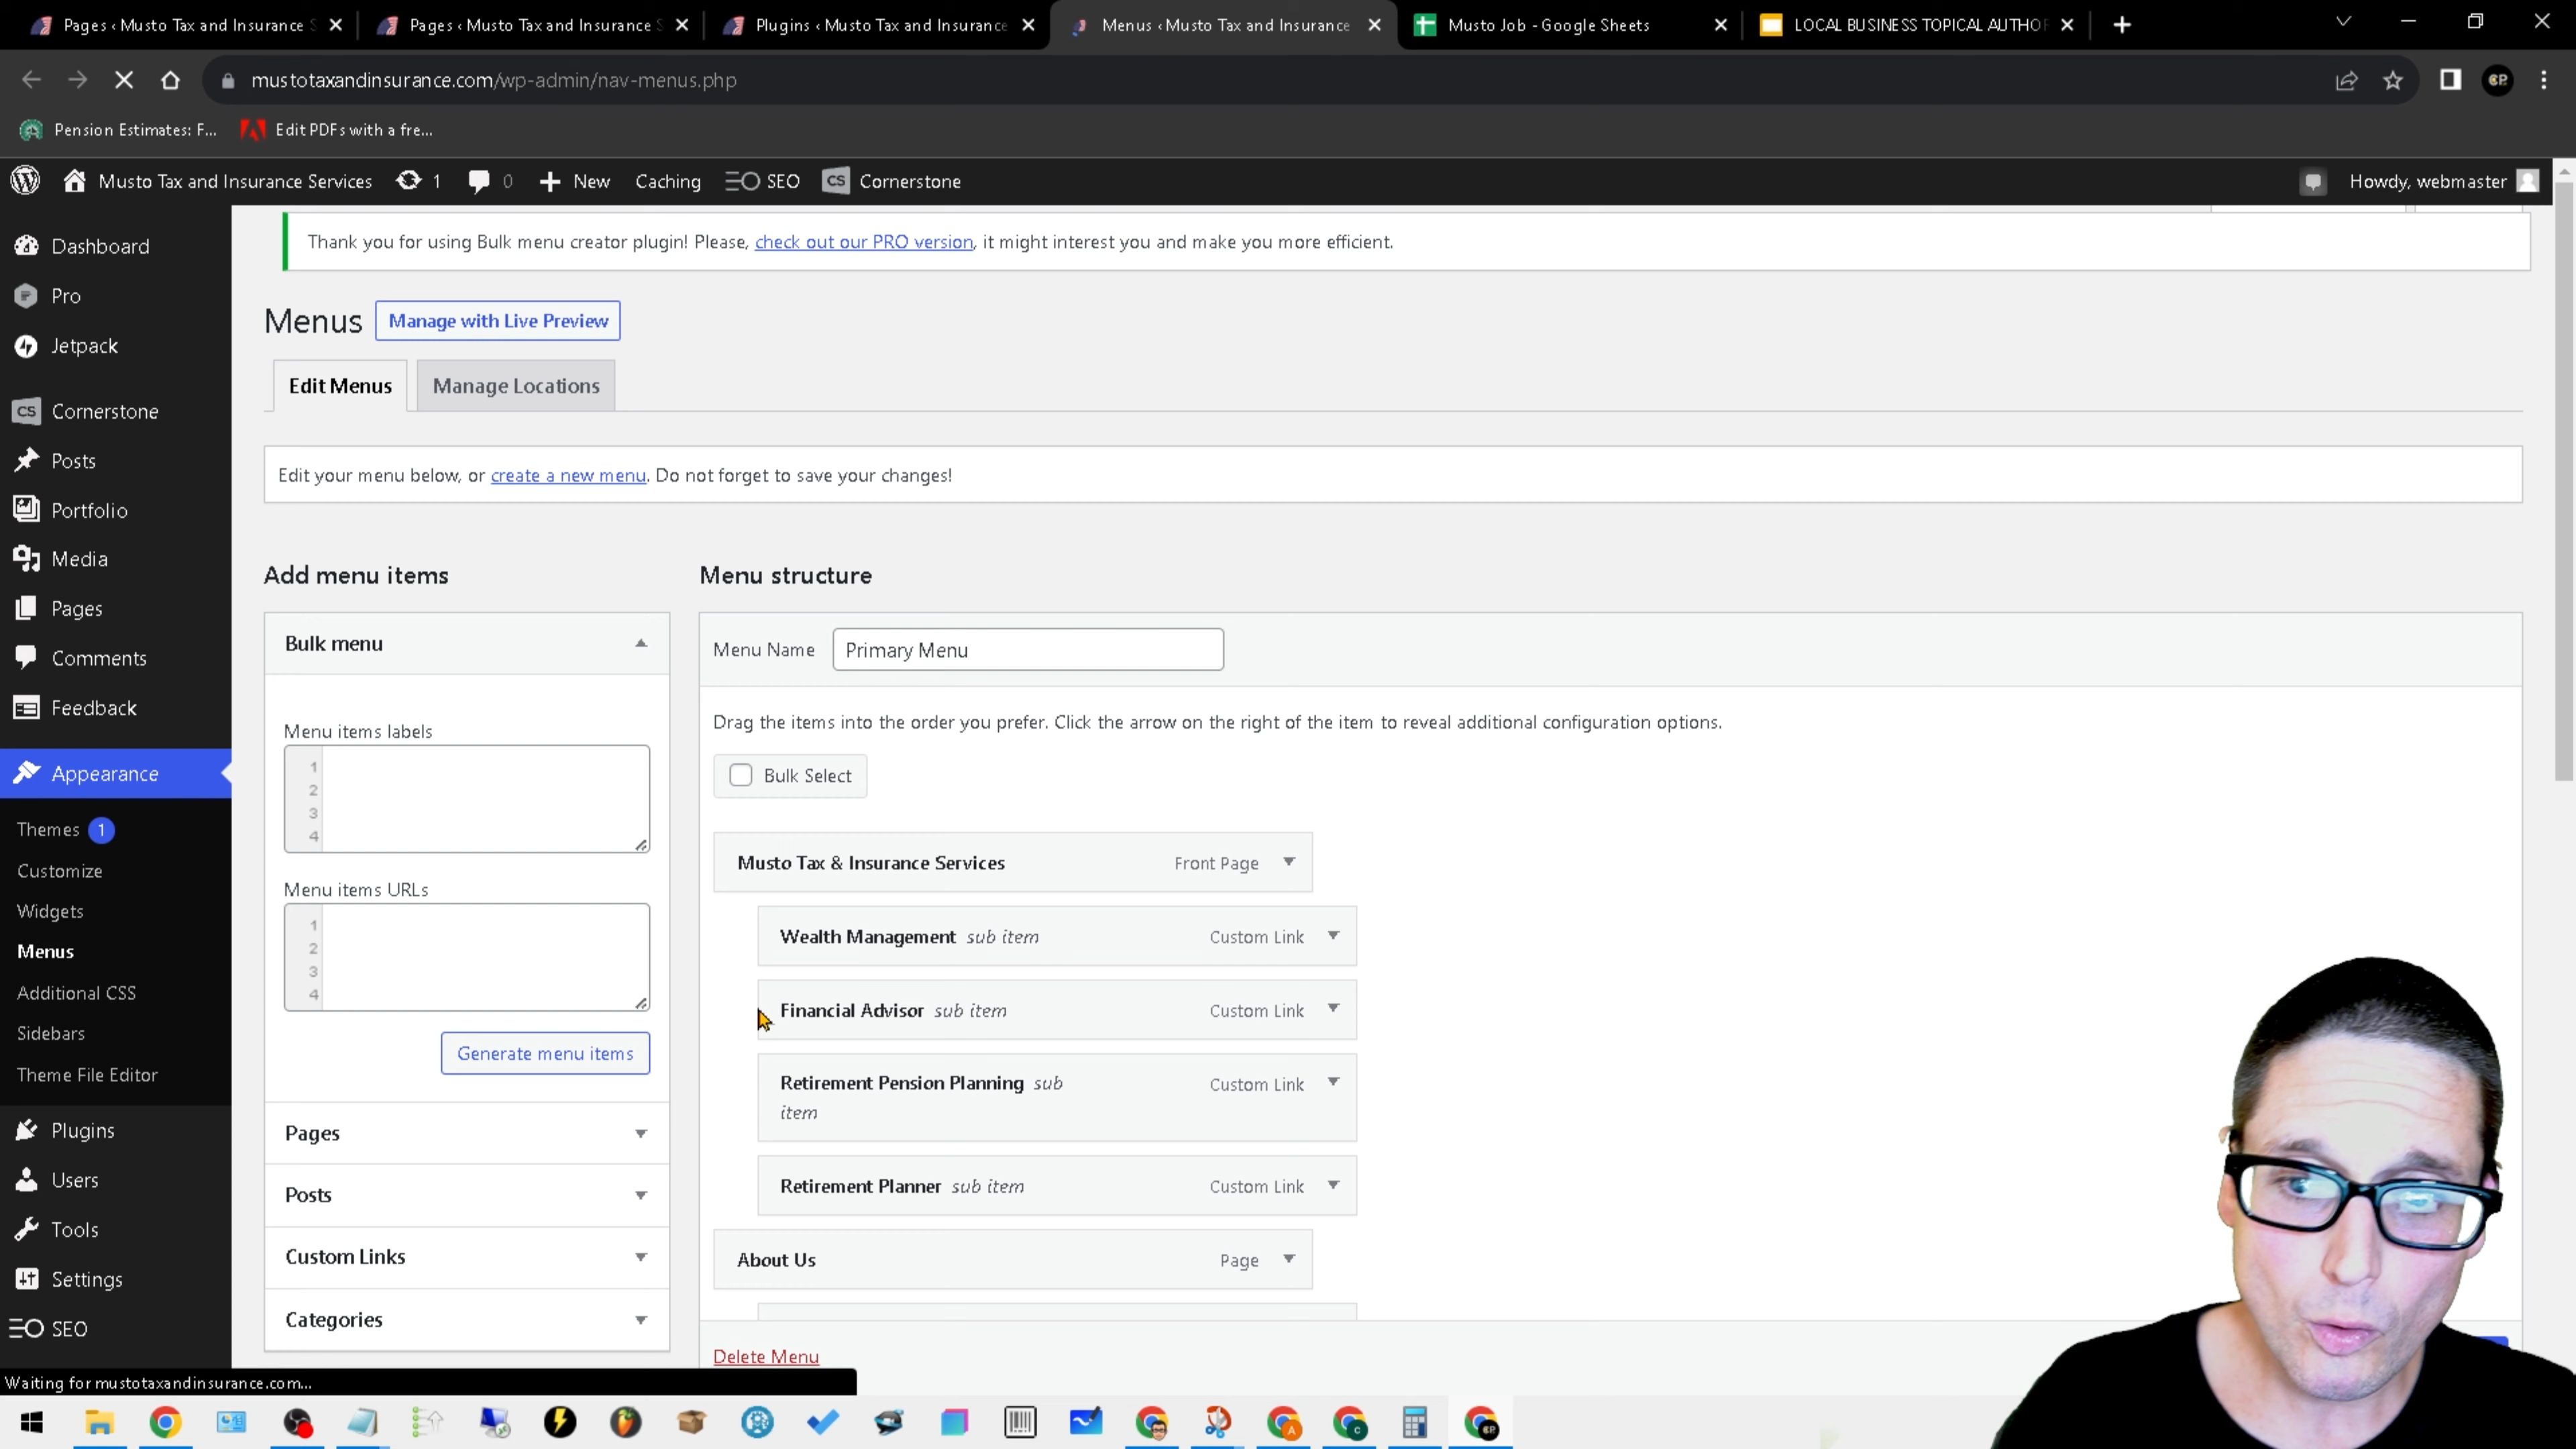 Pages ‹ Musto Tax and Insurance S
Pages ‹ Musto Tax and Insurance S
Plugins ‹ Musto Tax and Insurance
Menus ‹ Musto Tax and Insurance
Musto Job - Google Sheets
LOCAL BUSINESS TOPICAL AUTHOR
mustotaxandinsurance.com/wp-admin/nav-menus.php
Pension Estimates: F...
Edit PDFs with a fre...
Musto Tax and Insurance Services
1
0
New
Caching
SEO
CS
Cornerstone
Howdy, webmaster
Dashboard
Pro
Jetpack
CS
Cornerstone
Posts
Portfolio
Media
Pages
Comments
Feedback
Appearance
Themes 1
Customize
Widgets
Menus
Additional CSS
Sidebars
Theme File Editor
Plugins
Users
Tools
Settings
SEO
Thank you for using Bulk menu creator plugin! Please, check out our PRO version, it might interest you and make you more efficient.
Menus
Manage with Live Preview
Edit Menus
Manage Locations
Edit your menu below, or create a new menu. Do not forget to save your changes!
Add menu items
Bulk menu
Menu items labels
1
2
3
4
Menu items URLs
1
2
3
4
Generate menu items
Pages
Posts
Custom Links
Categories
Menu structure
Menu Name
Primary Menu
Drag the items into the order you prefer. Click the arrow on the right of the item to reveal additional configuration options.
Bulk Select
Musto Tax & Insurance Services
Front Page
Wealth Management sub item
Custom Link
Financial Advisor sub item
Custom Link
Retirement Pension Planning sub
item
Custom Link
Retirement Planner sub item
Custom Link
About Us
Page
Delete Menu
Waiting for mustotaxandinsurance.com...